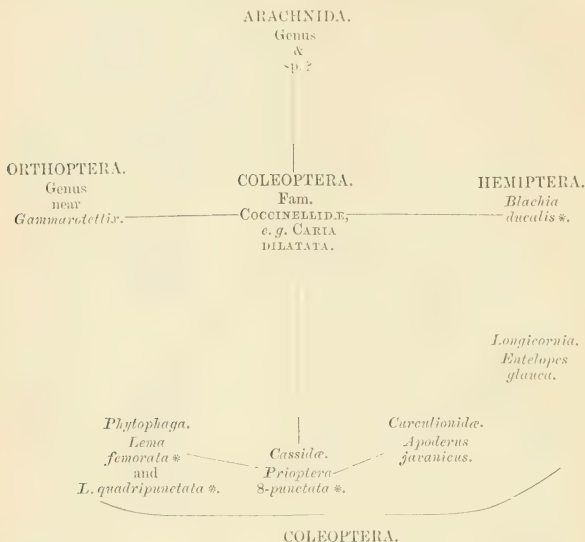 ARACHNIDA.
Genus
&
sp. ?
ORTHOPTERA.
Genus
near
Gammarotettix.
COLEOPTERA.
Fam.
COCCINELLIDÆ,
e. g. CARIA
DILATATA.
HEMIPTERA.
Blachia
ducalis *.
Longicornia.
Entelopes
glauca.
Phytophaga.
Lema
femorata *
and
L. quadripunctata *.
Cassidæ.
Prioptera
8-punctata *.
Curculionidæ.
Apoderus
javanicus.
COLEOPTERA.